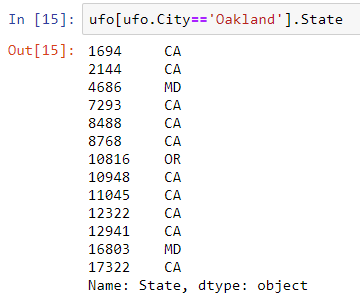 In [15]: ufo[ufo.City=='Oakland'].State
Out[15]: 1694 CA
2144 CA
4686 MD
7293 CA
8488 CA
8768 CA
10816 OR
10948 CA
11045 CA
12322 CA
12941 CA
16803 MD
17322 CA
Name: State, dtype: object